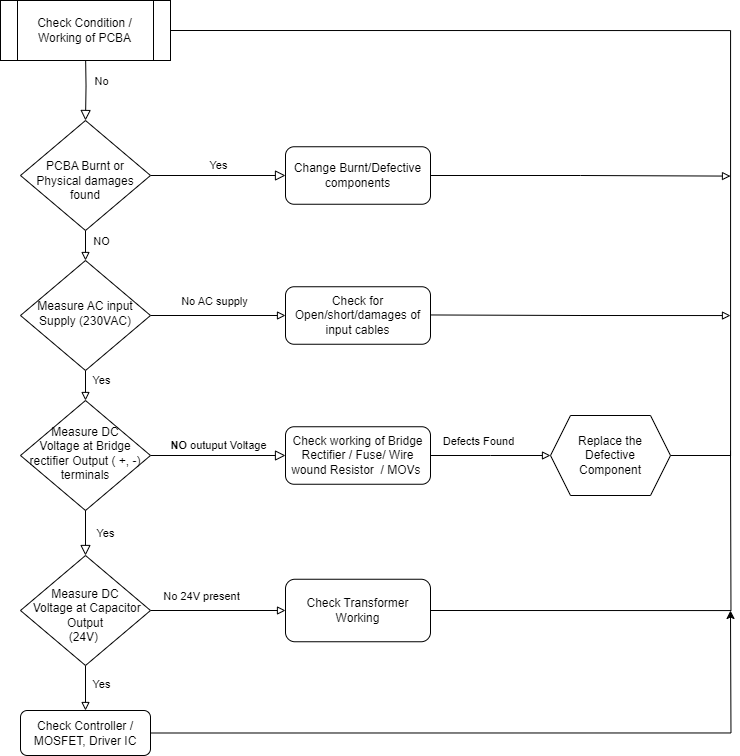 Check Condition /
Working of PCBA
No
PCBA Burnt or
Physical damages
found
Yes
Change Burnt/Defective
components
NO
Measure AC input
Supply (230VAC)
No AC supply
Check for
Open/short/damages of
input cables
Yes
Measure DC
Voltage at Bridge
rectifier Output ( +, -)
terminals
NO outuput Voltage
Check working of Bridge
Rectifier / Fuse/ Wire
wound Resistor / MOVs
Defects Found
Replace the
Defective
Component
Yes
Measure DC
Voltage at Capacitor
Output
(24V)
No 24V present
Check Transformer
Working
Yes
Check Controller /
MOSFET, Driver IC